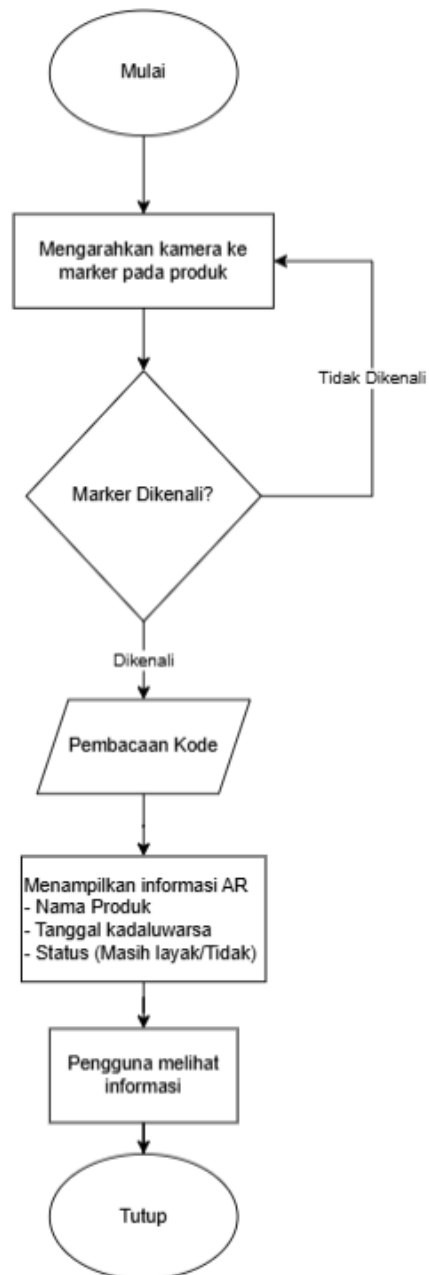 Mulai
Mengarahkan kamera ke
marker pada produk
Tidak Dikenali
Marker Dikenali?
Dikenali
Pembacaan Kode
Menampilkan informasi AR
- Nama Produk
- Tanggal kadaluwarsa
- Status (Masih layak/Tidak)
Pengguna melihat
informasi
Tutup